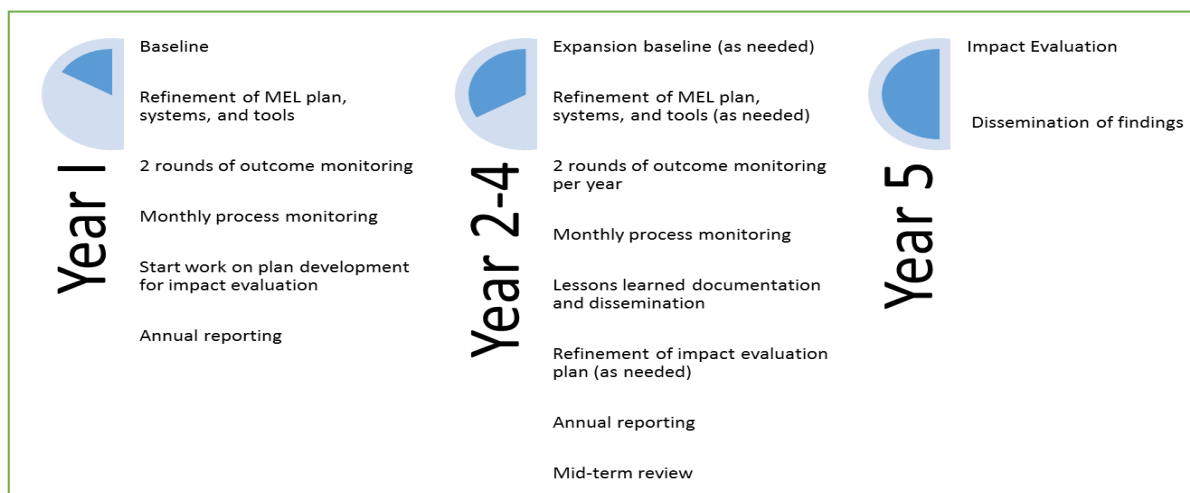 Year 1
Baseline
Refinement of MEL plan,
systems, and tools
2 rounds of outcome monitoring
Monthly process monitoring
Start work on plan development
for impact evaluation
Annual reporting
Year 2-4
Expansion baseline (as needed)
Refinement of MEL plan,
systems, and tools (as needed)
2 rounds of outcome monitoring
per year
Monthly process monitoring
Lessons learned documentation
and dissemination
Refinement of impact evaluation
plan (as needed)
Annual reporting
Mid-term review
Year 5
Impact Evaluation
Dissemination of findings